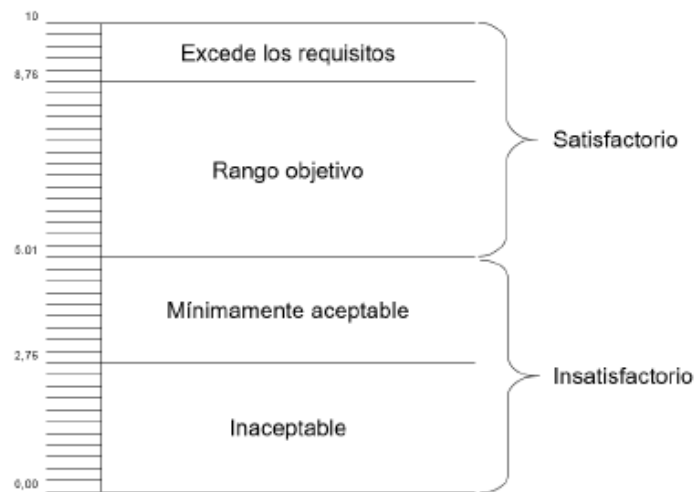 10
Excede los requisitos
8,76
Satisfactorio
Rango objetivo
5.01
Mínimamente aceptable
2,75
Insatisfactorio
Inaceptable
0,00